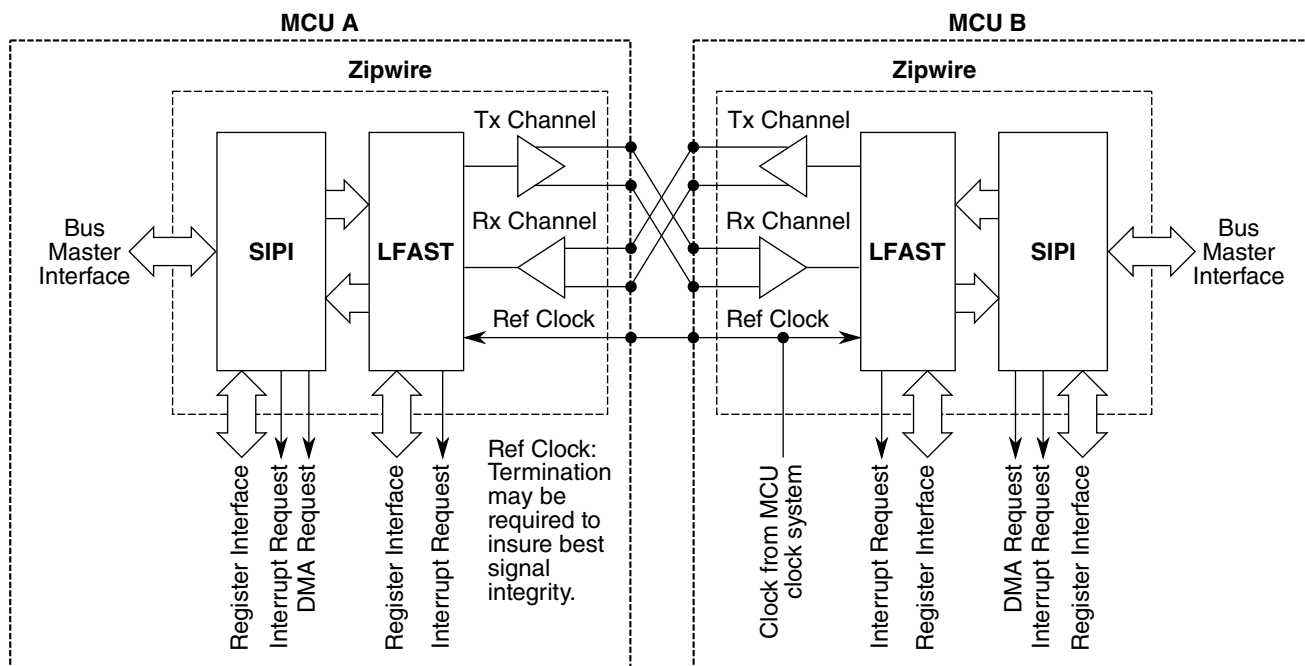 MCU A
MCU B
Zipwire
Zipwire
Tx Channel
Tx Channel
Rx Channel
Rx Channel
Bus
Master
Interface
SIPI
LFAST
LFAST
SIPI
Bus
Master
Interface
Ref Clock
Ref Clock
Register Interface
Interrupt Request
DMA Request
Register Interface
Interrupt Request
Ref Clock:
Termination
may be
required to
insure best
signal
integrity.
Clock from MCU
clock system
Interrupt Request
Register Interface
DMA Request
Interrupt Request
Register Interface